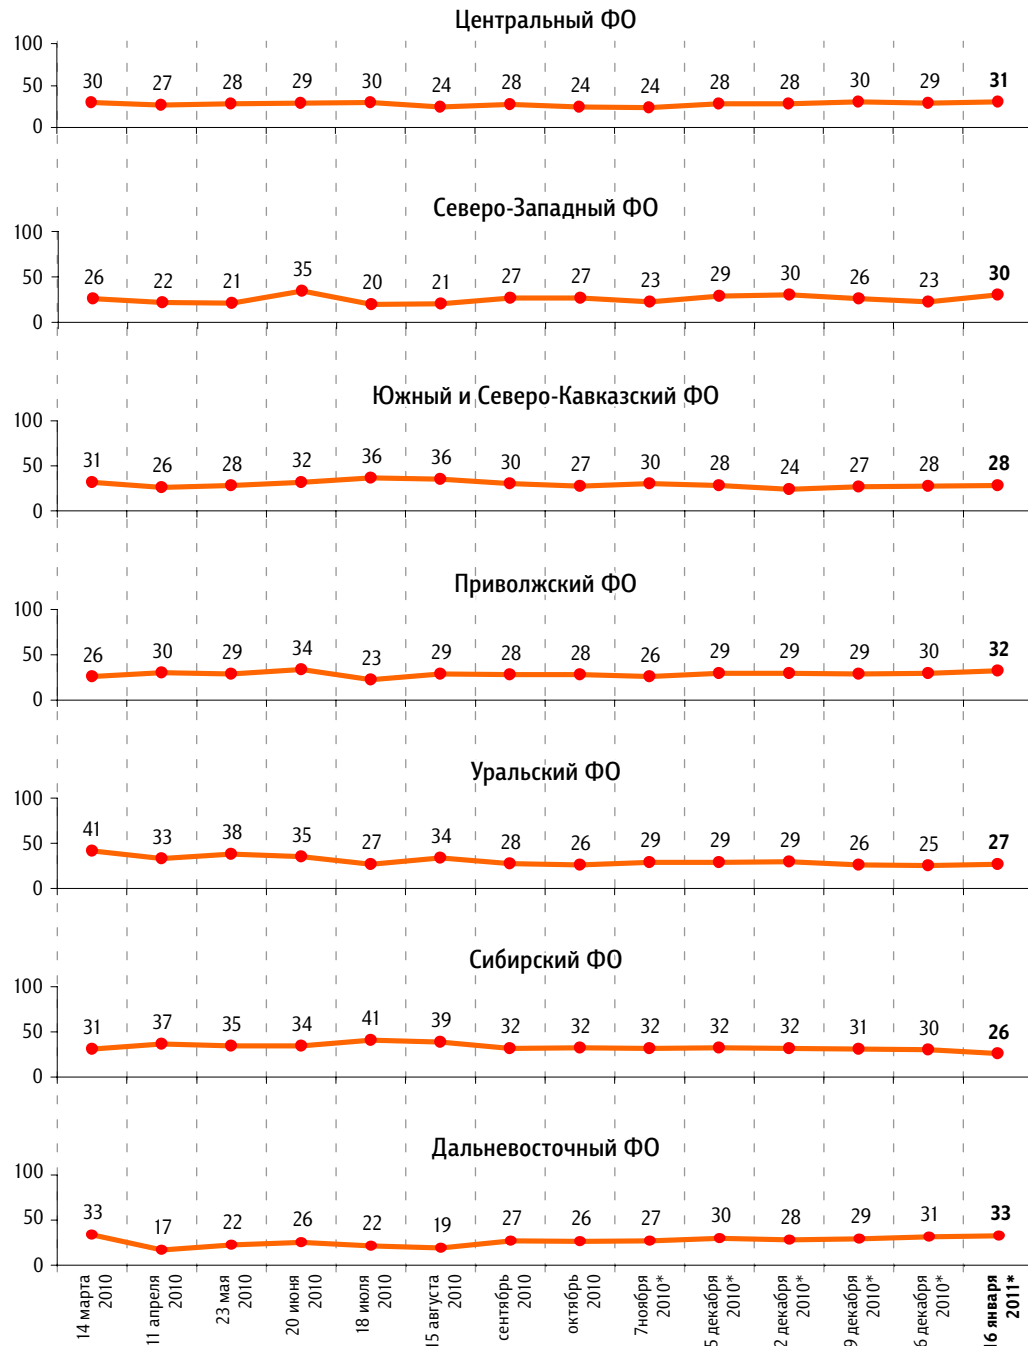 Центральный ФО
100
50
0
30 27 28 29 30 24 28 24 24 28 28 30 29 31
Северо-Западный ФО
100
50
0
26 22 21 35 20 21 27 27 23 29 30 26 23 30
Южный и Северо-Кавказский ФО
100
50
0
31 26 28 32 36 36 30 27 30 28 24 27 28 28
Приволжский ФО
100
50
0
26 30 29 34 23 29 28 28 26 29 29 29 30 32
Уральский ФО
100
50
0
41 33 38 35 27 34 28 26 29 29 29 26 25 27
Сибирский ФО
100
50
0
31 37 35 34 41 39 32 32 32 32 32 31 30 26
Дальневосточный ФО
100
50
0
33 17 22 26 22 19 27 26 27 30 28 29 31 33
14 марта
2010
11 апреля
2010
23 мая
2010
20 июня
2010
18 июля
2010
15 августа
2010
сентябрь
2010
октябрь
2010
7ноября
2010*
5 декабря
2010*
2 декабря
2010*
9 декабря
2010*
6 декабря
2010*
16 января
2011*